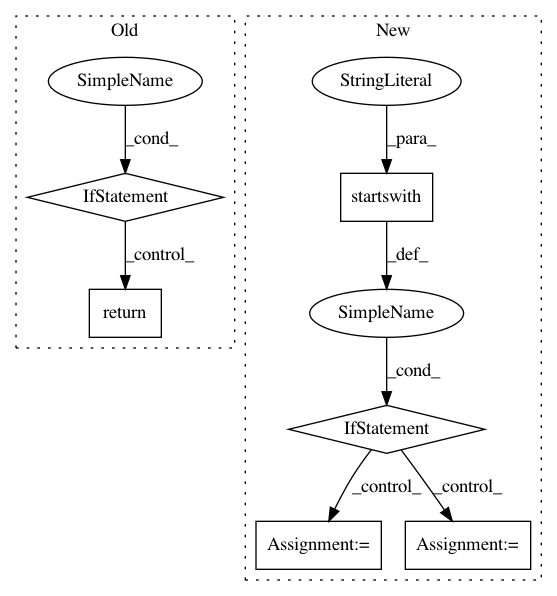 Old
New
SimpleName
StringLiteral
_cond_
_para_
IfStatement
startswith
_control_
_def_
return
SimpleName
_cond_
IfStatement
_control_
_control_
Assignment:=
Assignment:=